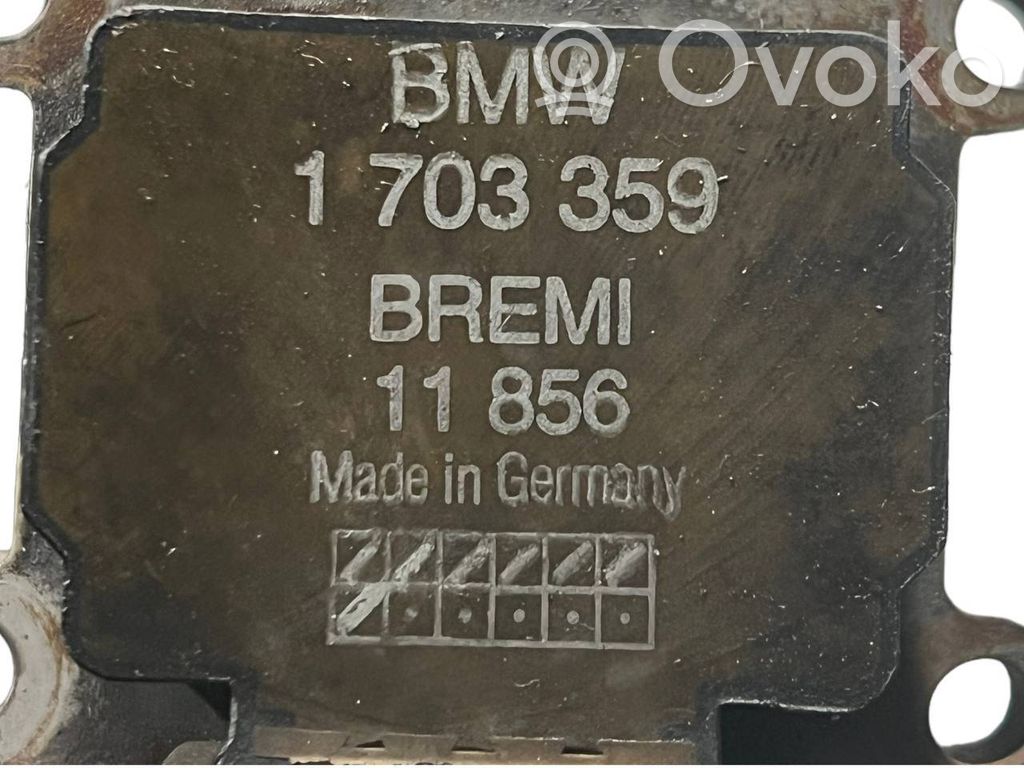 BMW
Ovoko
1 703 359
BREMI
11 856
Made in Germany